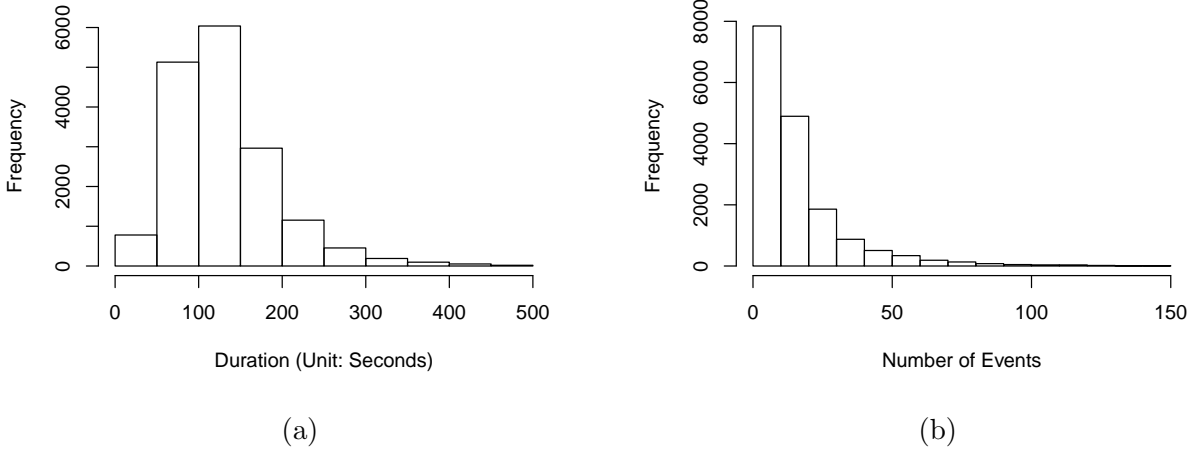 Frequency
0
2000
4000
6000
0 100 200 300 400 500
Duration (Unit: Seconds)
(a)
Frequency
0
2000
4000
6000
8000
0 50 100 150
Number of Events
(b)